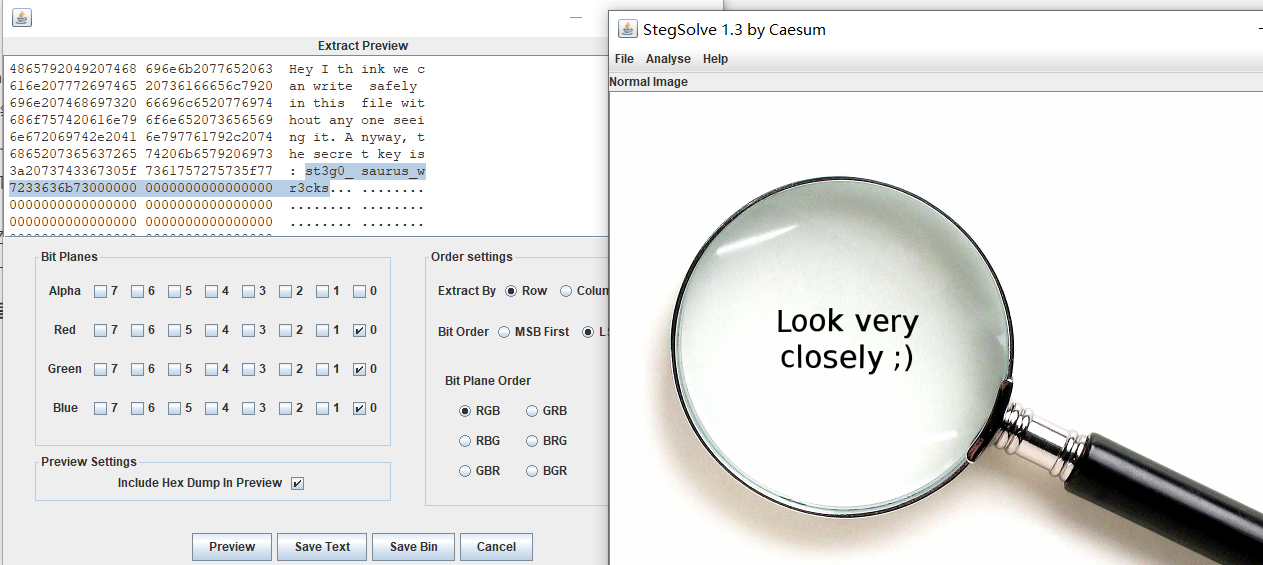 Extract Preview
4865792049207468 696e6b2077652063 Hey I th ink we c
616e207772697465 20736166656c7920 an write  safely
696e207468697320 66696c6520776974 in this  file wit
686f757420616e79 6f6e652073656569 hout any one seei
6e672069742e2041 6e797761792c2074 ng it. A nyway, t
6865207365637265 74206b6579206973 he secre t key is
3a2073743367305f 7361757275735f77 : st3g0_ saurus_w
7233636b73000000 0000000000000000 r3cks... ........
0000000000000000 0000000000000000 ........ ........
0000000000000000 0000000000000000 ........ ........
Bit Planes
Alpha 7 6 5 4 3 2 1 0
Red 7 6 5 4 3 2 1 0
Green 7 6 5 4 3 2 1 0
Blue 7 6 5 4 3 2 1 0
Preview Settings
Include Hex Dump In Preview
Order settings
Extract By Row
Bit Order MSB First
Bit Plane Order
RGB GRB
RBG BRG
GBR BGR
Preview Save Text Save Bin Cancel
StegSolve 1.3 by Caesum
File Analyse Help
Normal Image
Look very
closely ;)